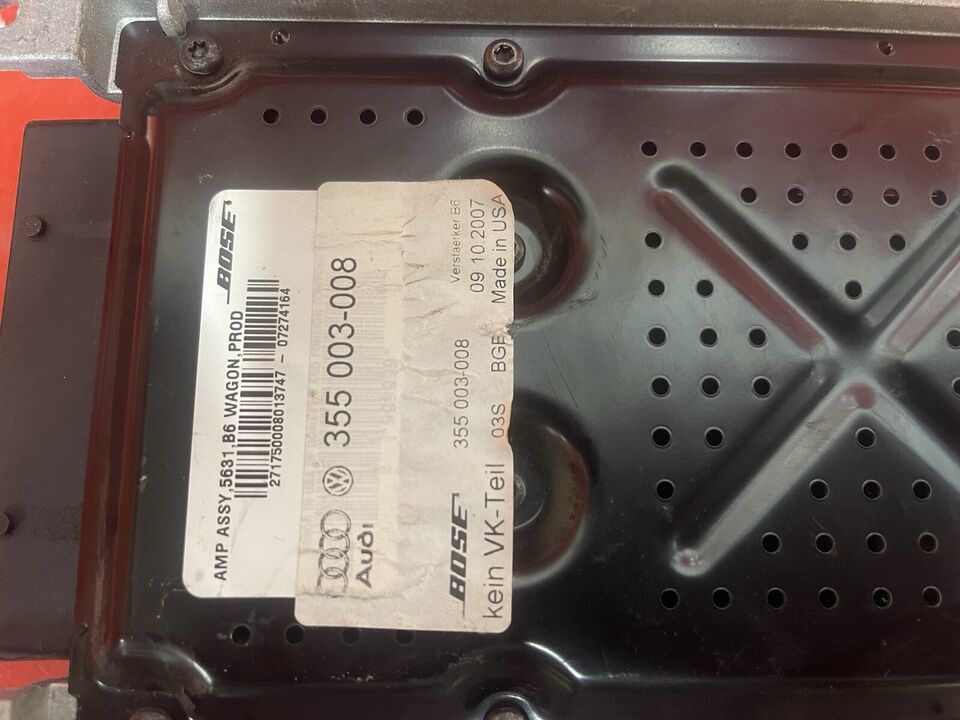 BOSE
AMP ASSY,5631,B6 WAGON,PROD
271750008013747 - 07274164
Audi
355 003-008
BOSE
355 003-008
Verstaerker B6
kein VK-Teil
03S
09 10.2007
Made in USA